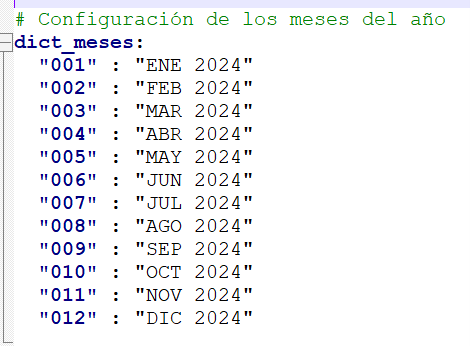 # Configuración de los meses del año
dict_meses:
"001" : "ENE 2024"
"002" : "FEB 2024"
"003" : "MAR 2024"
"004" : "ABR 2024"
"005" : "MAY 2024"
"006" : "JUN 2024"
"007" : "JUL 2024"
"008" : "AGO 2024"
"009" : "SEP 2024"
"010" : "OCT 2024"
"011" : "NOV 2024"
"012" : "DIC 2024"